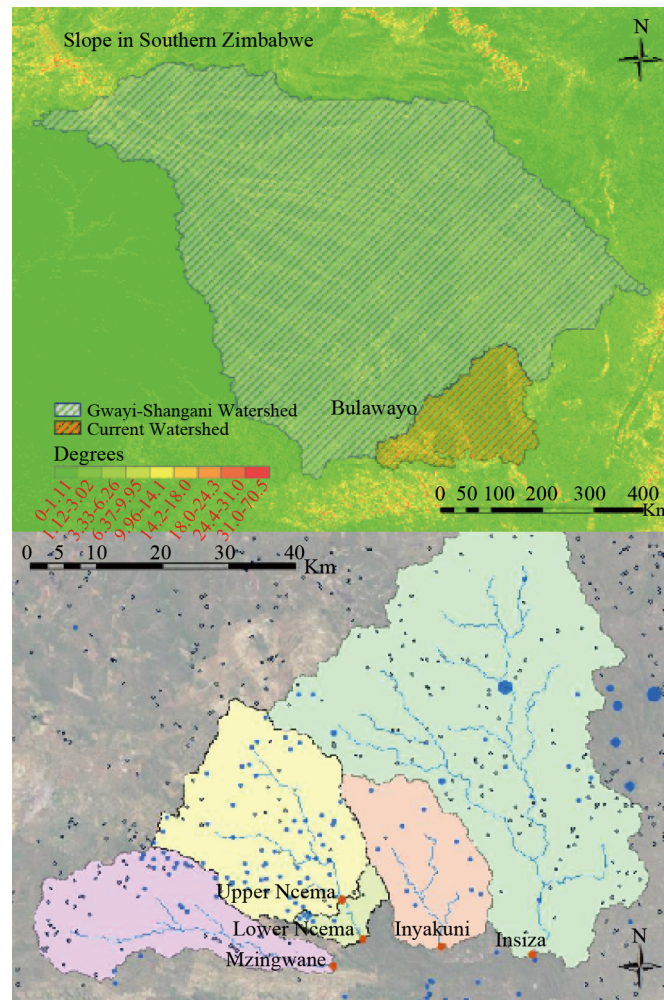 Slope in Southern Zimbabwe
N
Gwayi-Shangani Watershed
Bulawayo
Current Watershed
Degrees
0-1.11
1.12-3.02
3.33-6.26
6.37-9.95
9.96-14.1
14.2-18.0
18.0-24.3
24.4-31.0
31.0-70.5
0 50 100 200 300 400
Km
0 10 20 30 40
Km
Upper Ncema
Lower Ncema
Inyakuni
Insiza
N
Mzingwane